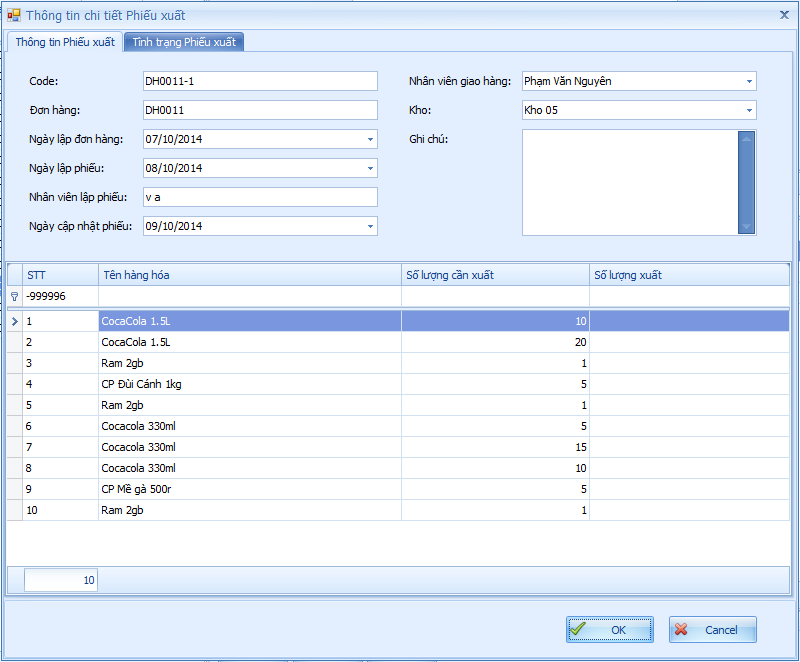 Thông tin chi tiết Phiếu xuất
Thông tin Phiếu xuất Tình trạng Phiếu xuất
Code: DH0011-1 Nhân viên giao hàng: Phạm Văn Nguyên
Đơn hàng: DH0011 Kho: Kho 05
Ngày lập đơn hàng: 07/10/2014 Ghi chú:
Ngày lập phiếu: 08/10/2014
Nhân viên lập phiếu: v a
Ngày cập nhật phiếu: 09/10/2014
STT Tên hàng hóa Số lượng cần xuất Số lượng xuất
-999996
1 CocaCola 1.5L 10
2 CocaCola 1.5L 20
3 Ram 2gb 1
4 CP Đùi Cánh 1kg 5
5 Ram 2gb 1
6 Cocacola 330ml 5
7 Cocacola 330ml 15
8 Cocacola 330ml 10
9 CP Mề gà 500r 5
10 Ram 2gb 1
10
OK Cancel